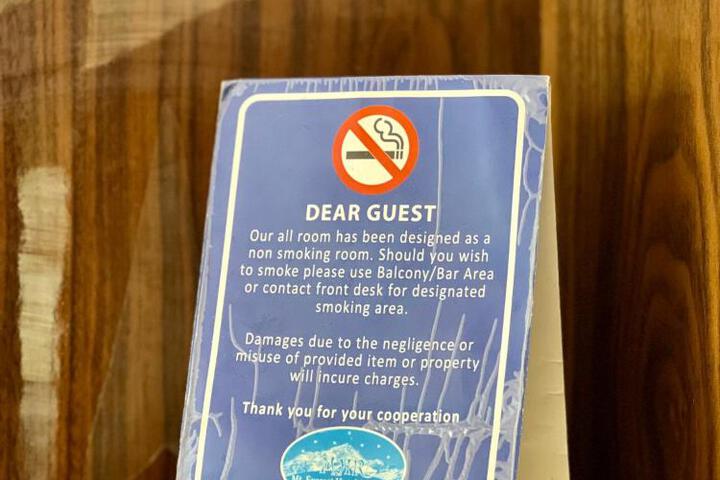 DEAR GUEST
Our all room has been designed as a
non smoking room. Should you wish
to smoke please use Balcony/Bar Area
or contact front desk for designated
smoking area.
Damages due to the negligence or
misuse of provided item or property
will incure charges.
Thank you for your cooperation
Mt. Everest